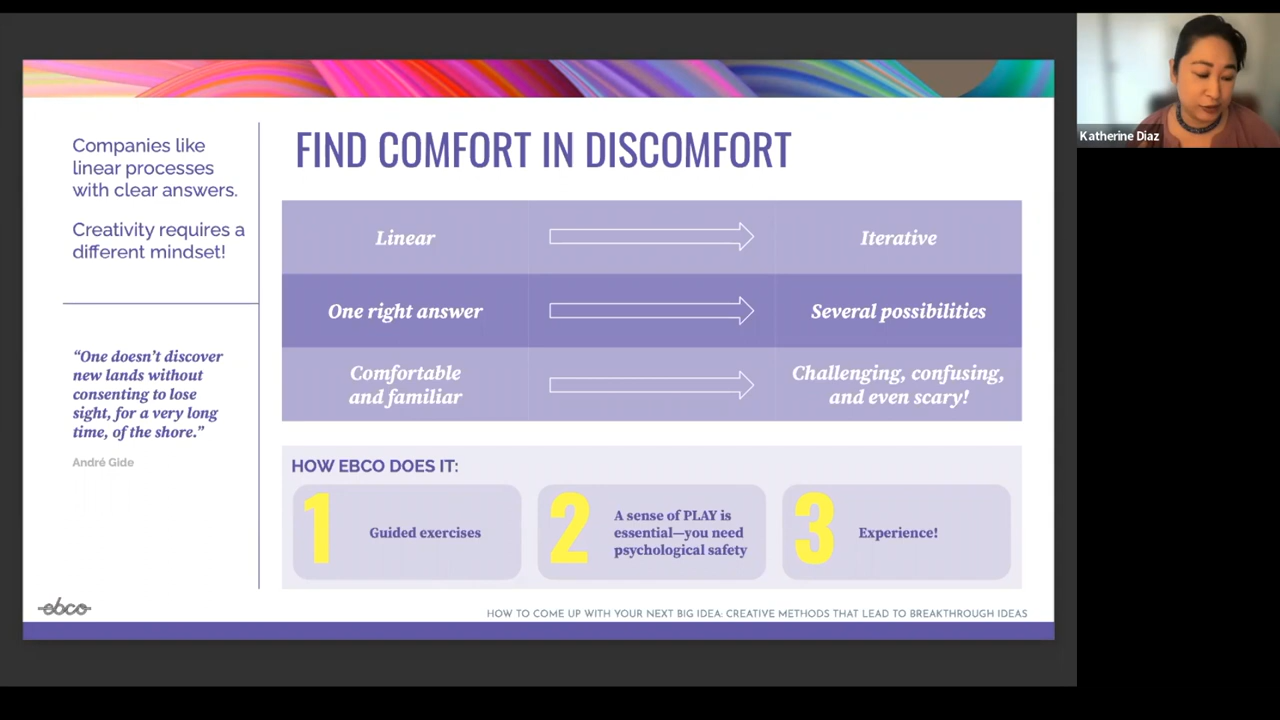 Companies like
linear processes
with clear answers.
Creativity requires a
different mindset!
“One doesn’t discover
new lands without
consenting to lose
sight, for a very long
time, of the shore.”
André Gide
FIND COMFORT IN DISCOMFORT
Linear
Iterative
One right answer
Several possibilities
Comfortable
and familiar
Challenging, confusing,
and even scary!
HOW EBCO DOES IT:
1
Guided exercises
2
A sense of PLAY is
essential—you need
psychological safety
3
Experience!
ebco
HOW TO COME UP WITH YOUR NEXT BIG IDEA: CREATIVE METHODS THAT LEAD TO BREAKTHROUGH IDEAS
Katherine Diaz